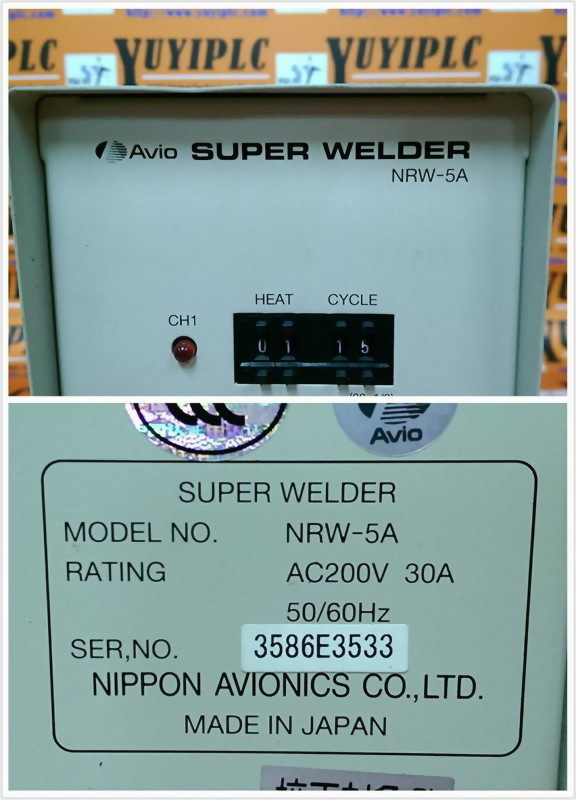 YUYIPLC YUYIPLC
Avio SUPER WELDER
NRW-5A
HEAT CYCLE
CH1
0 1 1 5
Avio
SUPER WELDER
MODEL NO. NRW-5A
RATING AC200V 30A
50/60Hz
SER,NO. 3586E3533
NIPPON AVIONICS CO.,LTD.
MADE IN JAPAN